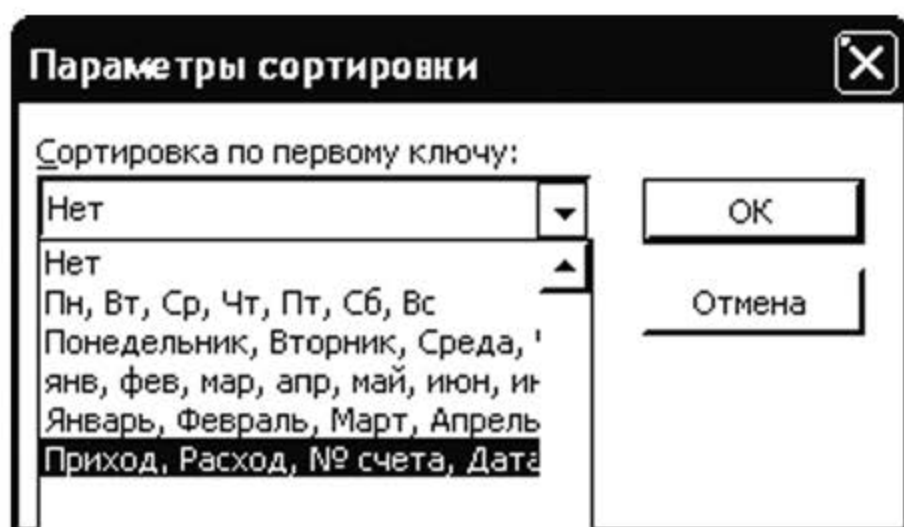 Параметры сортировки
Сортировка по первому ключу:
Нет
ОК
Нет
Пн, Вт, Ср, Чт, Пт, Сб, Вс
Отмена
Понедельник, Вторник, Среда,
янв, фев, мар, апр, май, июн,
Январь, Февраль, Март, Апрель
Приход, Расход, № счета, Дата